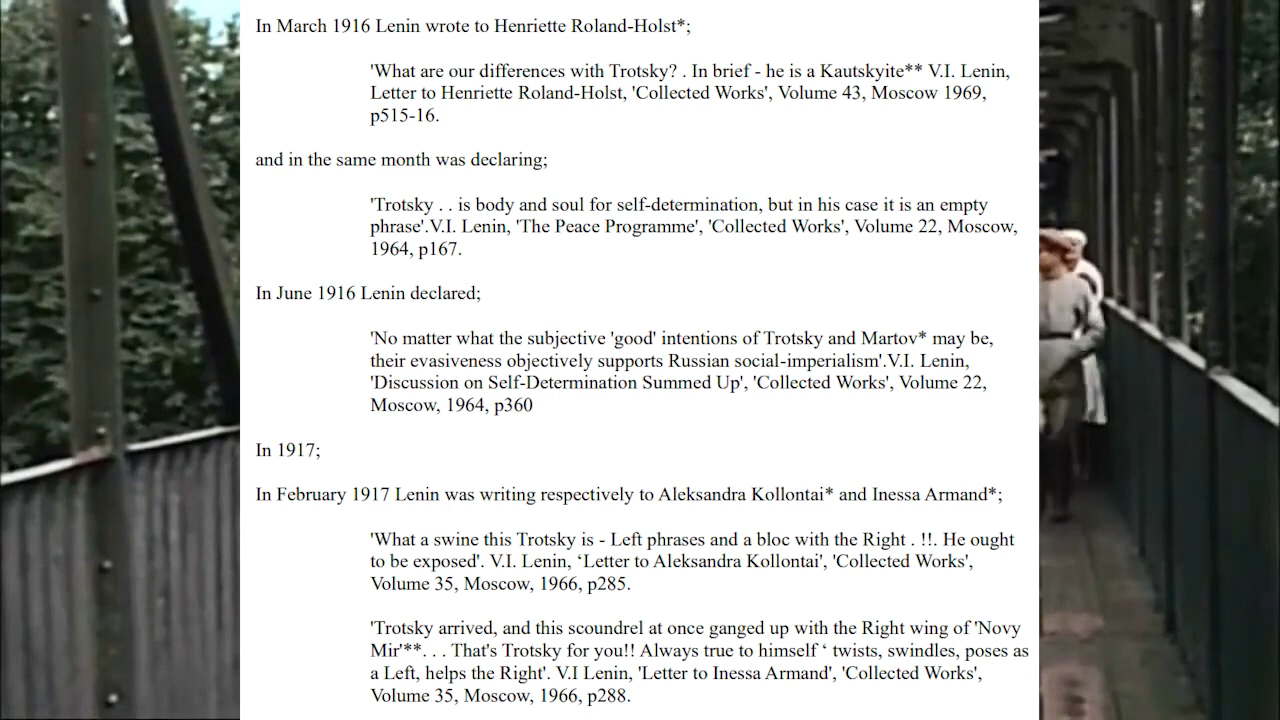 In March 1916 Lenin wrote to Henriette Roland-Holst*;
'What are our differences with Trotsky? . In brief - he is a Kautskyite** V.I. Lenin,
Letter to Henriette Roland-Holst, 'Collected Works', Volume 43, Moscow 1969,
p515-16.
and in the same month was declaring;
'Trotsky . . is body and soul for self-determination, but in his case it is an empty
phrase'.V.I. Lenin, 'The Peace Programme', 'Collected Works', Volume 22, Moscow,
1964, p167.
In June 1916 Lenin declared;
'No matter what the subjective 'good' intentions of Trotsky and Martov* may be,
their evasiveness objectively supports Russian social-imperialism'.V.I. Lenin,
'Discussion on Self-Determination Summed Up', 'Collected Works', Volume 22,
Moscow, 1964, p360
In 1917;
In February 1917 Lenin was writing respectively to Aleksandra Kollontai* and Inessa Armand*;
'What a swine this Trotsky is - Left phrases and a bloc with the Right . !!. He ought
to be exposed'. V.I. Lenin, ‘Letter to Aleksandra Kollontai', 'Collected Works',
Volume 35, Moscow, 1966, p285.
'Trotsky arrived, and this scoundrel at once ganged up with the Right wing of 'Novy
Mir'**. . . That's Trotsky for you!! Always true to himself ‘ twists, swindles, poses as
a Left, helps the Right'. V.I Lenin, 'Letter to Inessa Armand', 'Collected Works',
Volume 35, Moscow, 1966, p288.